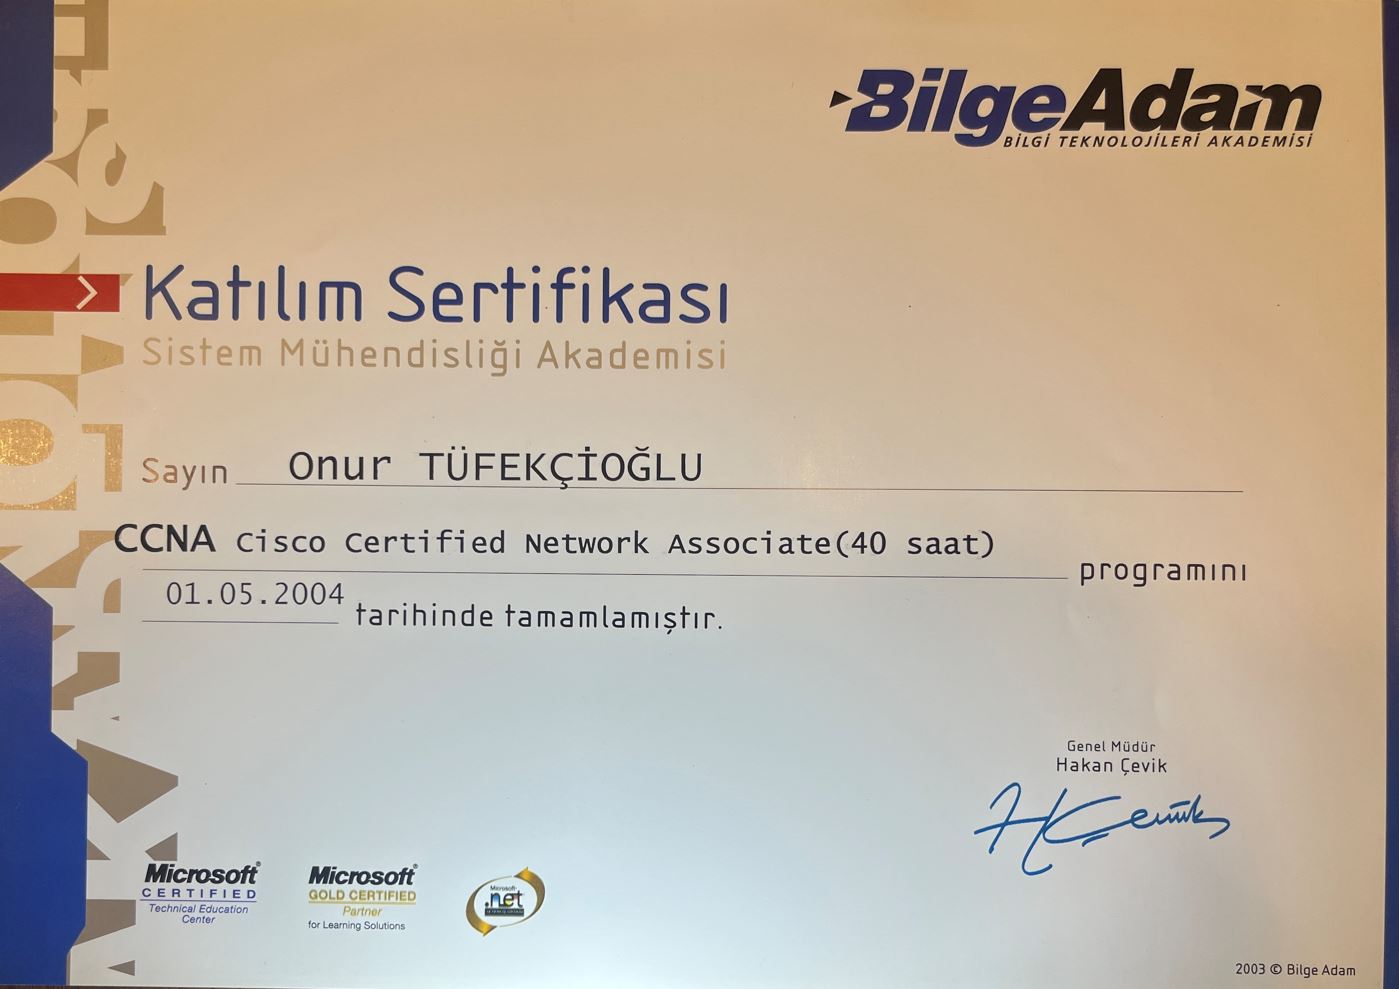 BilgeAdam
BİLGİ TEKNOLOJİLERİ AKADEMİSİ
Katılım Sertifikası
Sistem Mühendisliği Akademisi
Sayın Onur TÜFEKÇİOĞLU
CCNA Cisco Certified Network Associate(40 saat) programını
01.05.2004 tarihinde tamamlamıştır.
Genel Müdür
Hakan Çevik
Microsoft®
CERTIFIED
Technical Education
Center
Microsoft®
GOLD CERTIFIED
Partner
for Learning Solutions
Microsoft
.net
2003 © Bilge Adam